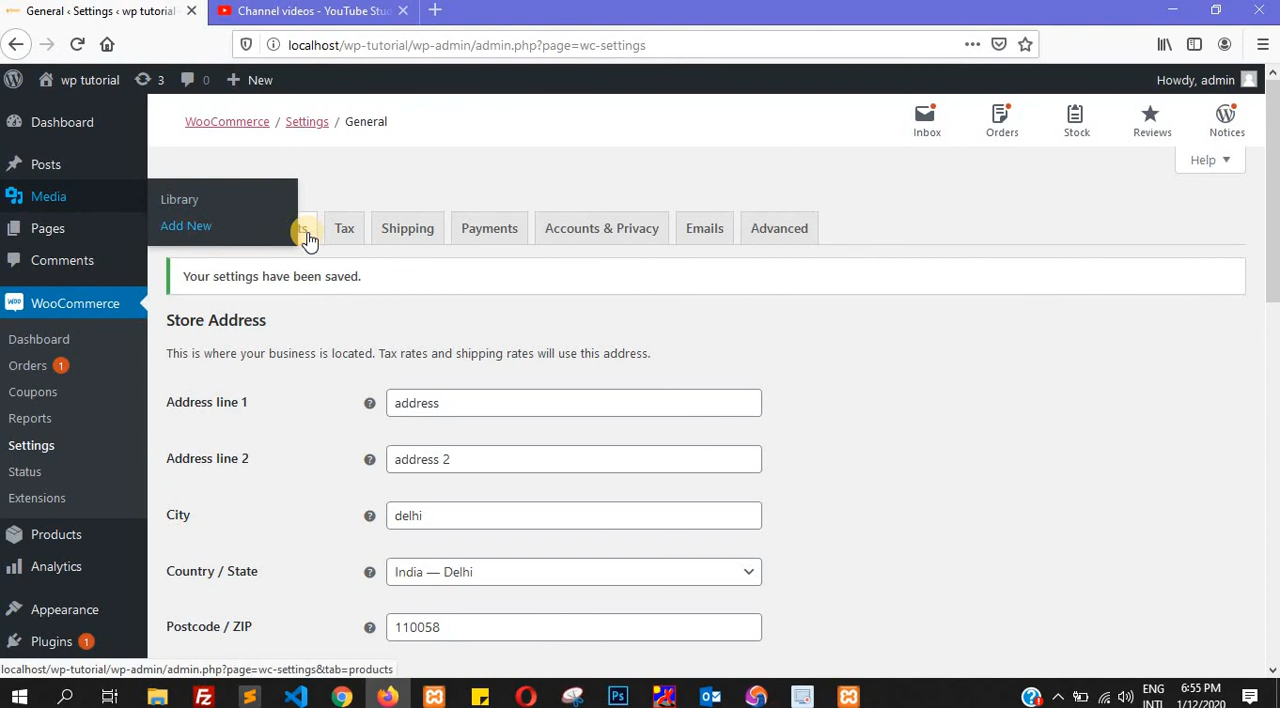 General ‹ Settings ‹ wp tutorial
Channel videos - YouTube Stu
localhost/wp-tutorial/wp-admin/admin.php?page=wc-settings
wp tutorial
3
0
New
Howdy, admin
Dashboard
Posts
Media
Library
Add New
Pages
Comments
WooCommerce
Dashboard
Orders 1
Coupons
Reports
Settings
Status
Extensions
Products
Analytics
Appearance
Plugins 1
WooCommerce / Settings / General
Inbox
Orders
Stock
Reviews
Notices
Help
ts
Tax
Shipping
Payments
Accounts & Privacy
Emails
Advanced
Your settings have been saved.
Store Address
This is where your business is located. Tax rates and shipping rates will use this address.
Address line 1
address
Address line 2
address 2
City
delhi
Country / State
India — Delhi
Postcode / ZIP
110058
localhost/wp-tutorial/wp-admin/admin.php?page=wc-settings&tab=products
ENG
INTL
6:55 PM
1/12/2020